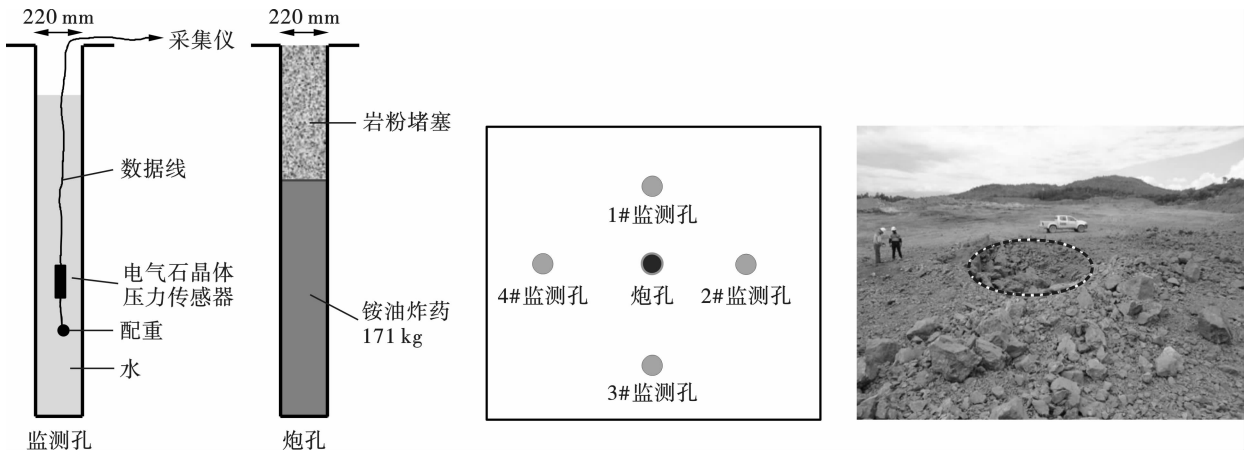 220 mm
采集仪
数据线
电气石晶体
压力传感器
配重
水
监测孔
220 mm
岩粉堵塞
铵油炸药
171 kg
炮孔
1#监测孔
4#监测孔
炮孔
2#监测孔
3#监测孔